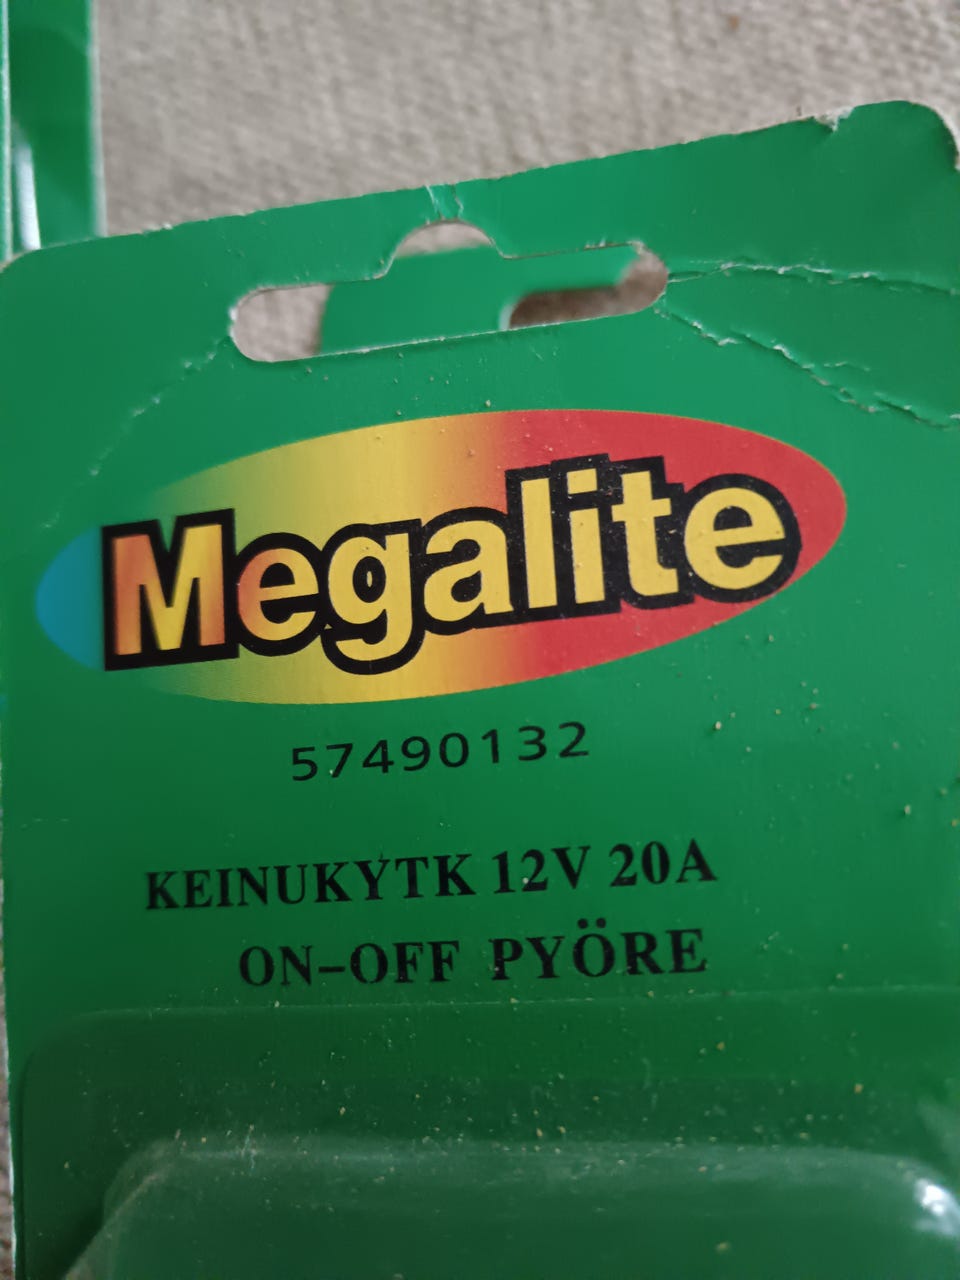 Megalite
57490132
KEINUKYTK 12V 20A
ON-OFF PYÖRE